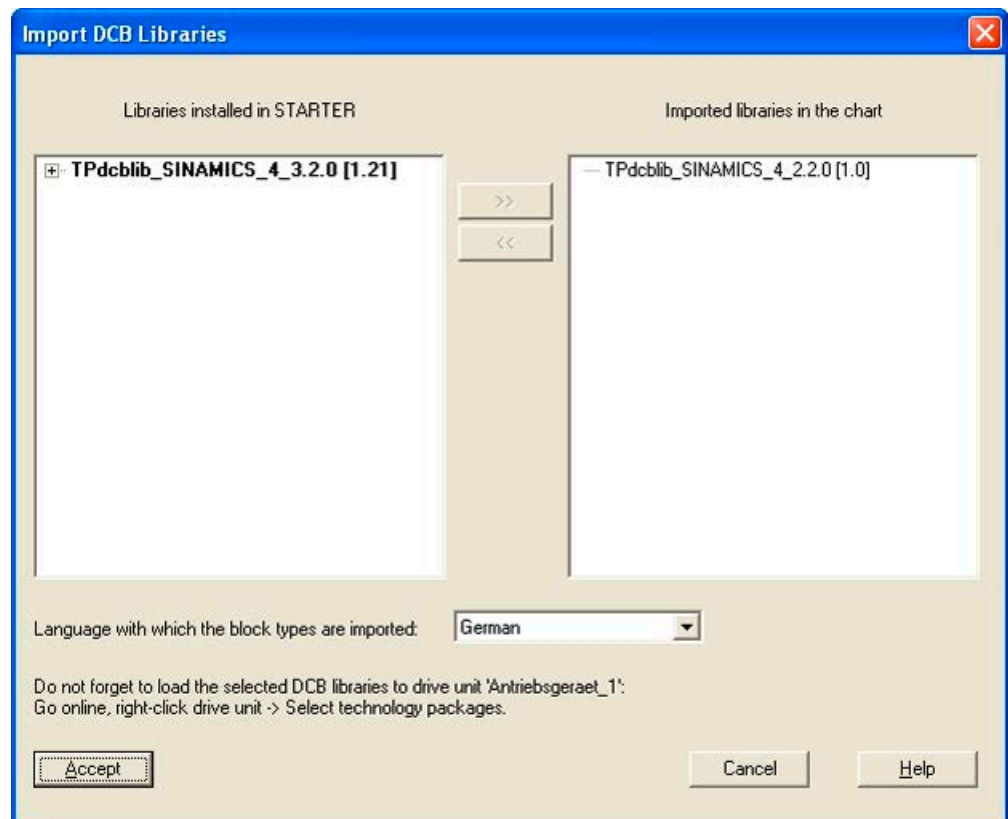 Import DCB Libraries
Libraries installed in STARTER
Imported libraries in the chart
TPdcblib_SINAMICS_4_3.2.0 [1.21]
TPdcblib_SINAMICS_4_2.2.0 [1.0]
>>
<<
Language with which the block types are imported:
German
Do not forget to load the selected DCB libraries to drive unit 'Antriebsgeraet_1':
Go online, right-click drive unit -> Select technology packages.
Accept
Cancel
Help